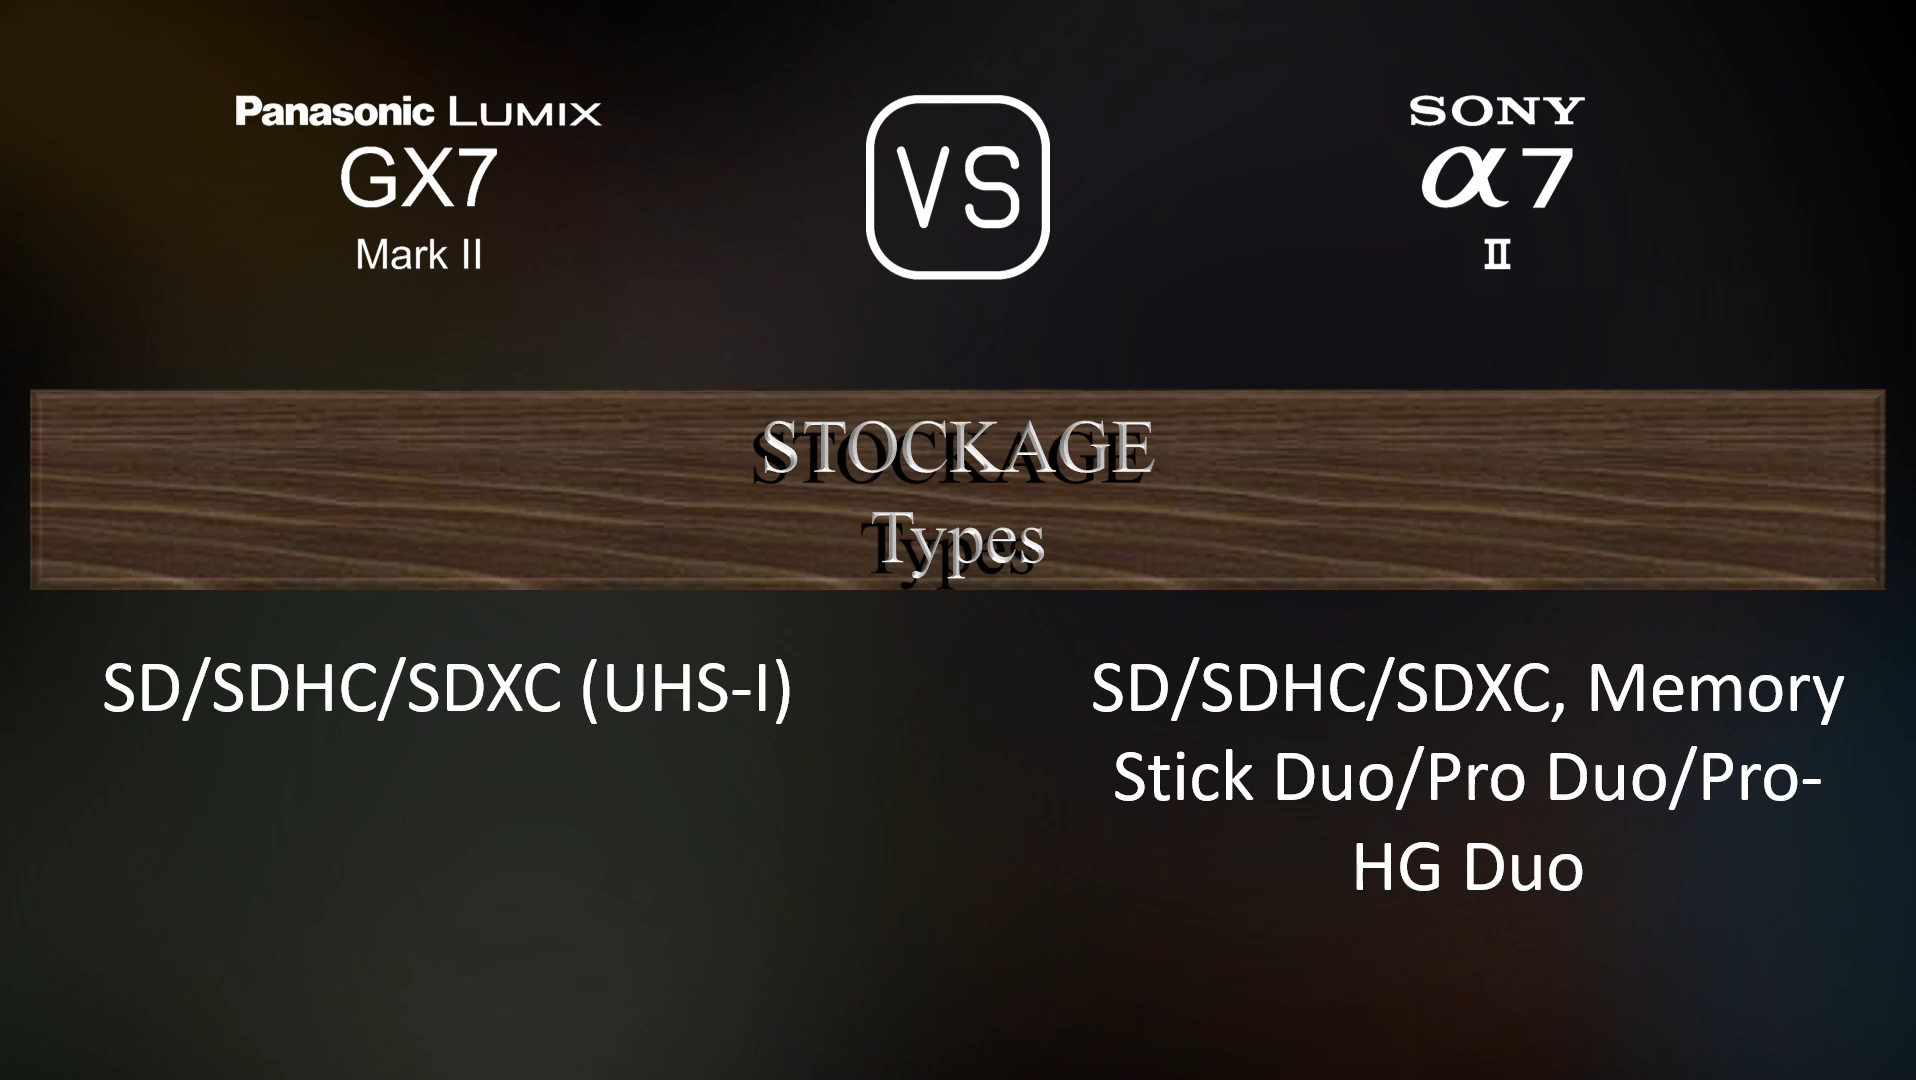 Panasonic LUMIX
GX7
Mark II
VS
SONY
α7
II
STOCKAGE
Types
SD/SDHC/SDXC (UHS-I)
SD/SDHC/SDXC, Memory
Stick Duo/Pro Duo/Pro-
HG Duo